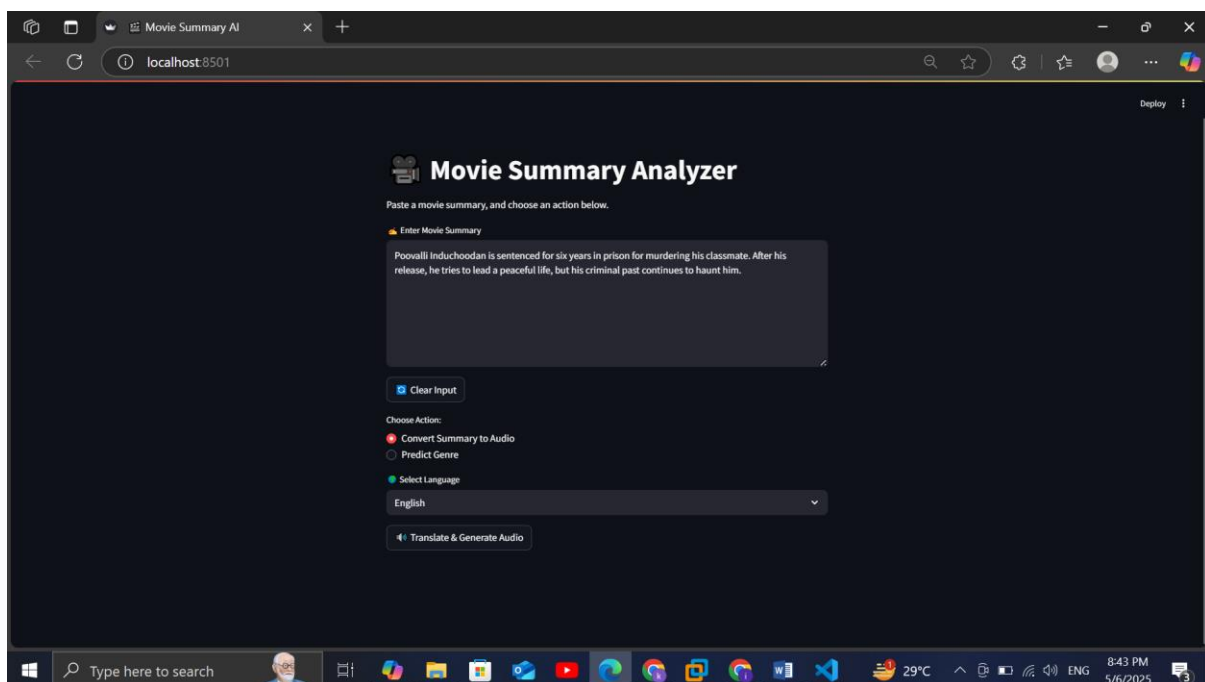 Movie Summary AI
localhost:8501
Deploy
Movie Summary Analyzer
Paste a movie summary, and choose an action below.
Enter Movie Summary
Poovalli Induchoodan is sentenced for six years in prison for murdering his classmate. After his
release, he tries to lead a peaceful life, but his criminal past continues to haunt him.
Clear Input
Choose Action:
Convert Summary to Audio
Predict Genre
Select Language
English
Translate & Generate Audio
Type here to search
29°C
ENG
8:43 PM
5/6/2025
3